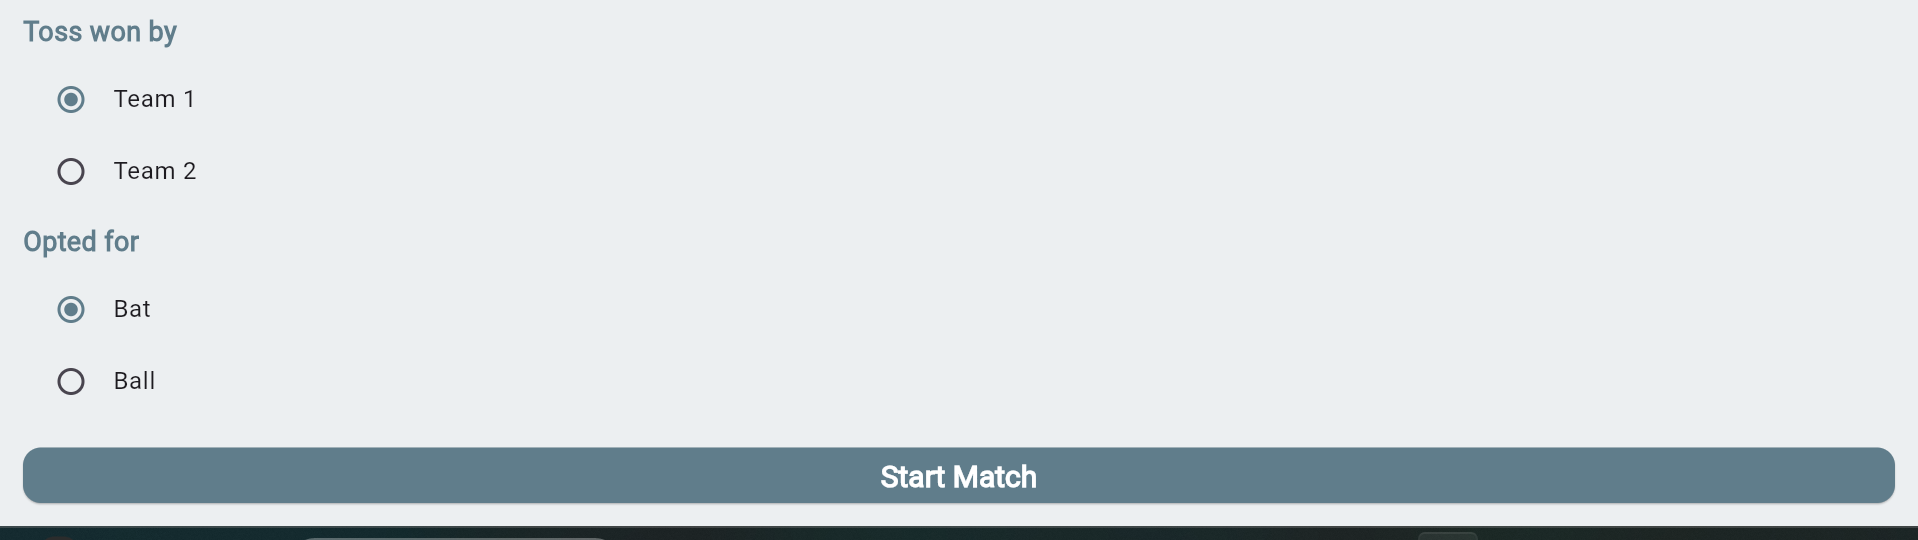 Toss won by
Team 1
Team 2
Opted for
Bat
Ball
Start Match